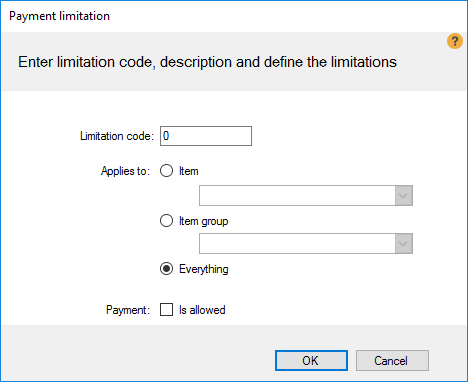 Payment limitation
?
Enter limitation code, description and define the limitations
Limitation code: 0
Applies to: Item
Item group
Everything
Payment: Is allowed
OK Cancel